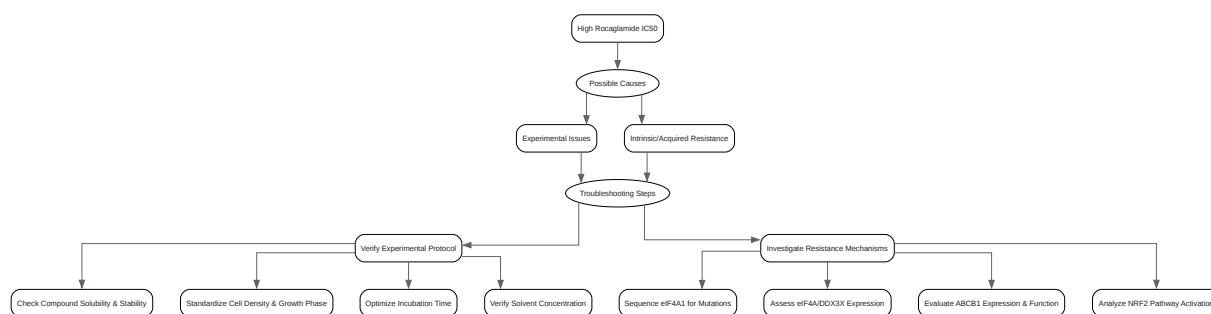 High Rocaglamide IC50
Possible Causes
Experimental Issues
Intrinsic/Acquired Resistance
Troubleshooting Steps
Verify Experimental Protocol
Investigate Resistance Mechanisms
Check Compound Solubility & Stability
Standardize Cell Density & Growth Phase
Optimize Incubation Time
Verify Solvent Concentration
Sequence eIF4A1 for Mutations
Assess eIF4A/DDX3X Expression
Evaluate ABCB1 Expression & Function
Analyze NRF2 Pathway Activation